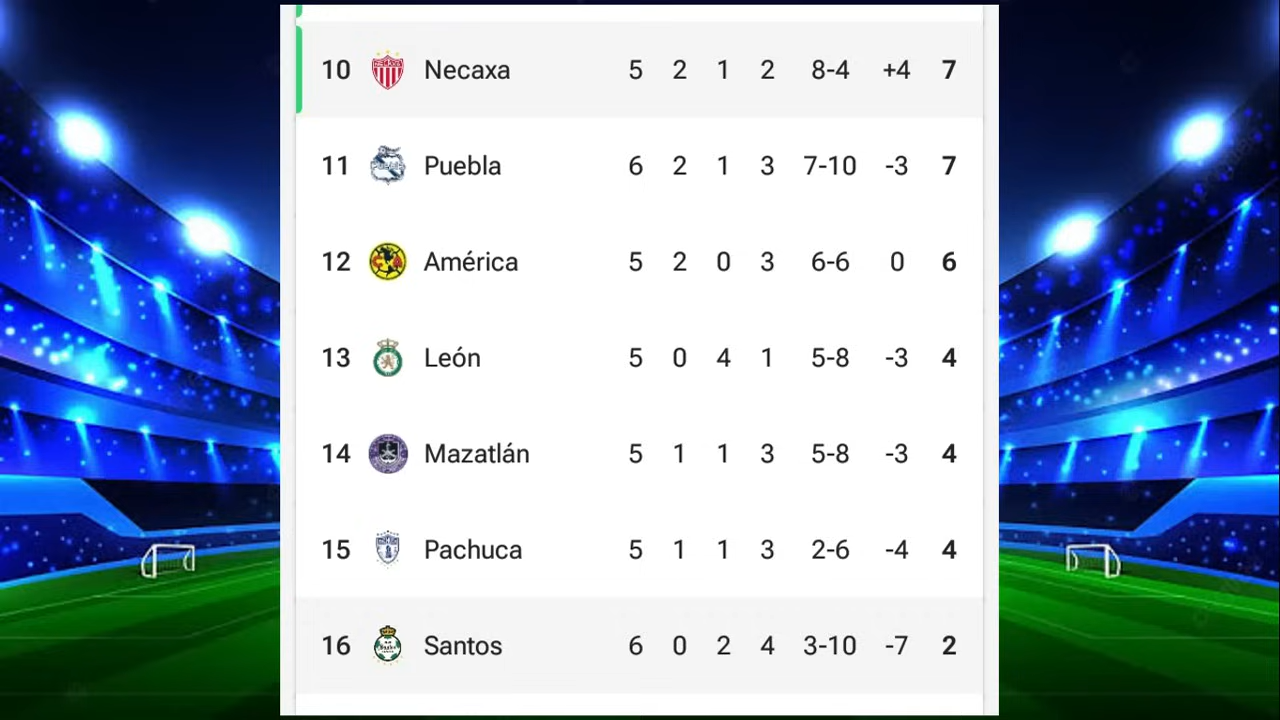 10 Necaxa 5 2 1 2 8-4 +4 7
11 Puebla 6 2 1 3 7-10 -3 7
12 América 5 2 0 3 6-6 0 6
13 León 5 0 4 1 5-8 -3 4
14 Mazatlán 5 1 1 3 5-8 -3 4
15 Pachuca 5 1 1 3 2-6 -4 4
16 Santos 6 0 2 4 3-10 -7 2